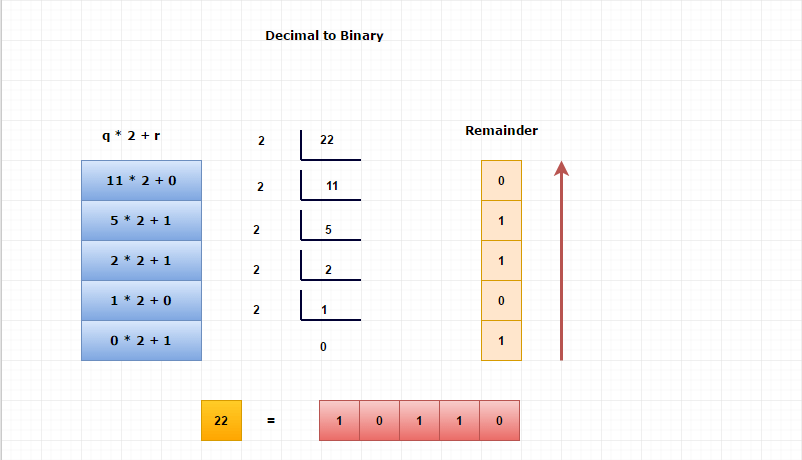 Decimal to Binary
q * 2 + r
2 22
Remainder
11 * 2 + 0
2 11
0
5 * 2 + 1
2 5
1
2 * 2 + 1
2 2
1
1 * 2 + 0
2 1
0
0 * 2 + 1
0
1
22 = 1 0 1 1 0